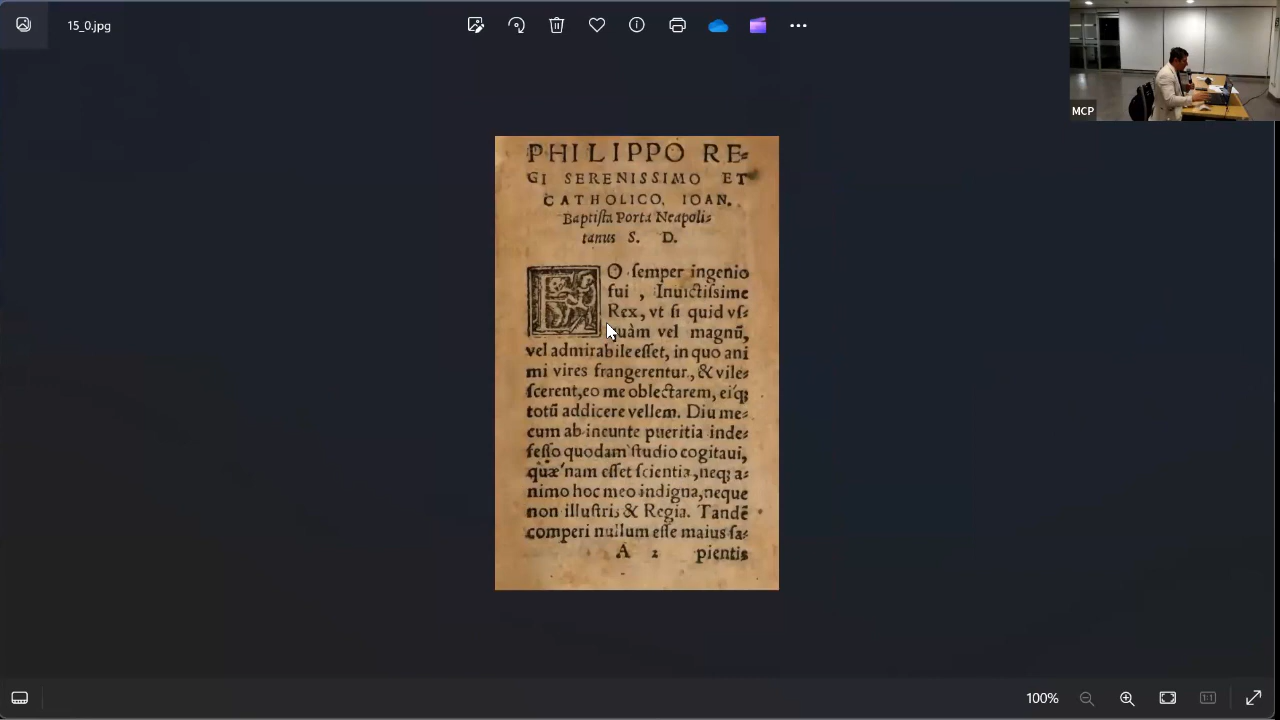 15_0.jpg
MCP
PHILIPPO RE⸗
GI SERENISSIMO ET
CATHOLICO, IOAN.
Baptiſta Porta Neapoli⸗
tanus S. D.
EO ſemper ingenio
fui , Inuictiſsime
Rex, vt ſi quid vſ⸗
quàm vel magnū,
vel admirabile eſſet, in quo ani
mi vires frangerentur, & vile⸗
ſcerent, eo me oblectarem, eiq́;
totū addicere vellem. Diu me⸗
cum ab ineunte pueritia inde⸗
feſſo quodam ſtudio cogitaui,
quæ nam eſſet ſcientia, neq; a⸗
nimo hoc meo indigna, neque
non illuſtris & Regia. Tandē
comperi nullum eſſe maius ſa⸗
A 2 pientis
100%